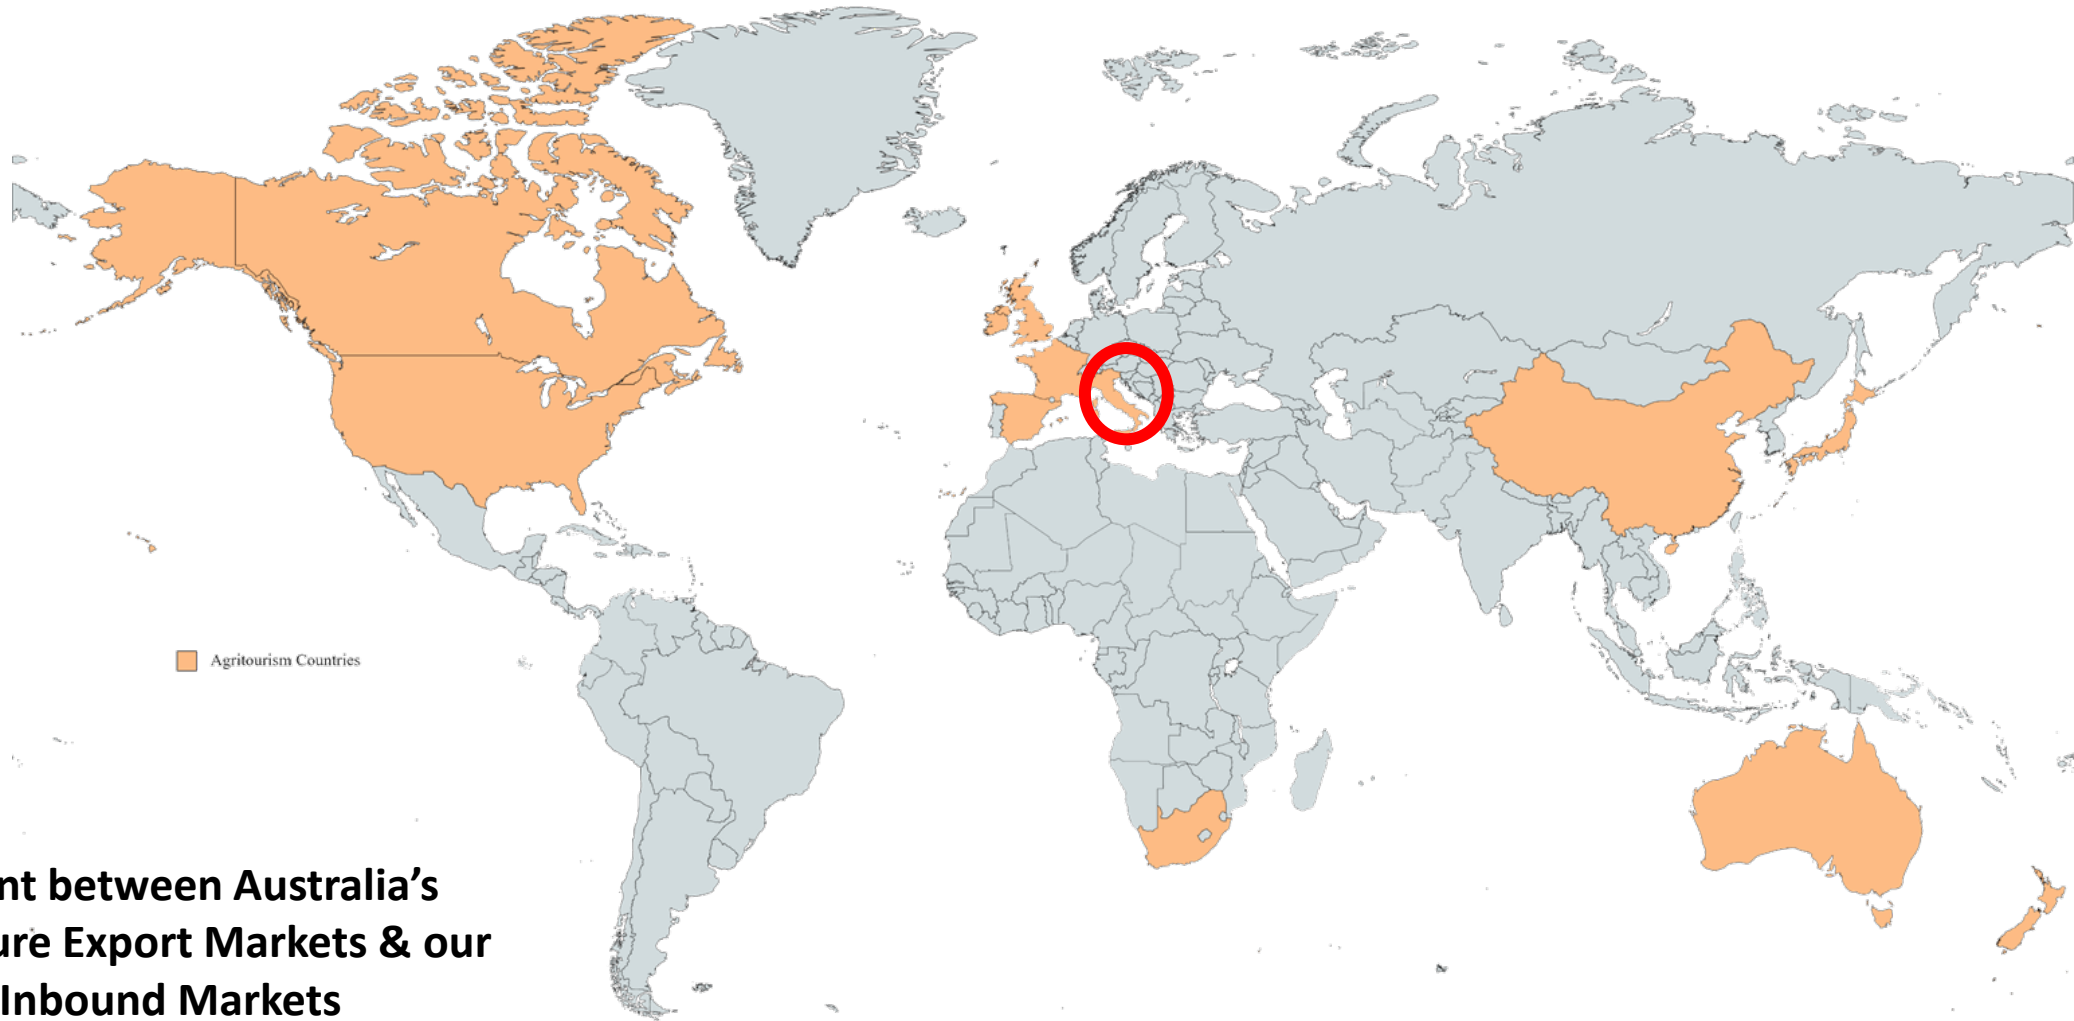 Agritourism Countries
nt between Australia’s
ure Export Markets & our
Inbound Markets